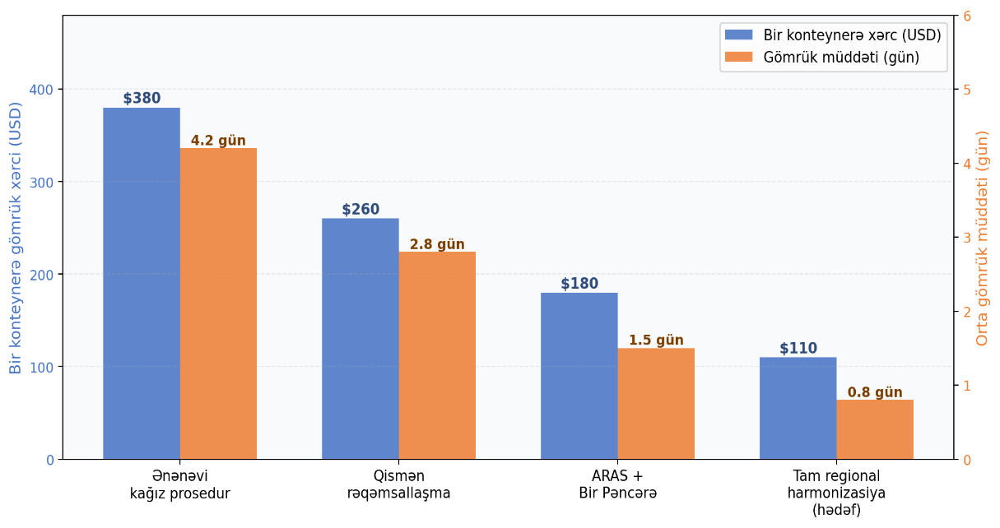 Bir konteynerə xərc (USD)
Gömrük müddəti (gün)
Bir konteynerə gömrük xərci (USD)
400
300
200
100
0
6
5
4
3
2
1
0
Orta gömrük müddəti (gün)
$380
4.2 gün
$260
2.8 gün
$180
1.5 gün
$110
0.8 gün
Ənənəvi
kağız prosedur
Qismən
rəqəmsallaşma
ARAS +
Bir Pəncərə
Tam regional
harmonizasiya
(hədəf)